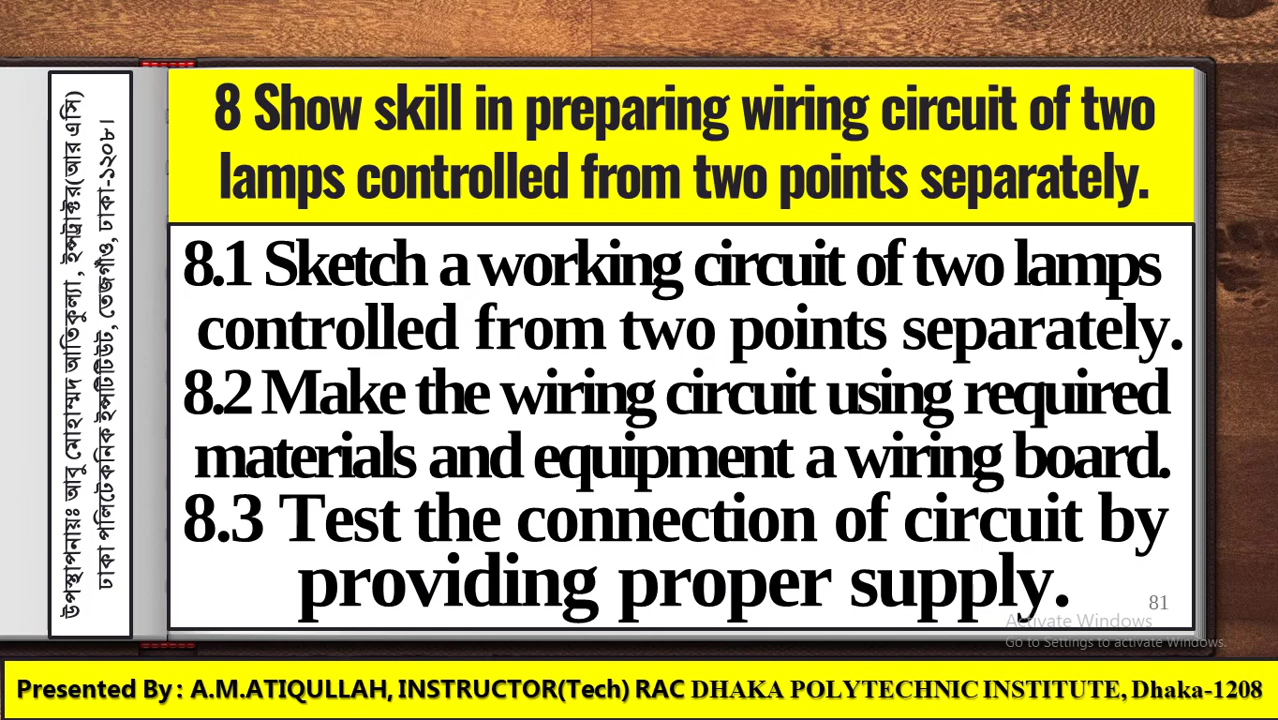 উপস্থাপনায়ঃ আবু মোহাম্মদ আতিকুল্যা , ইন্সট্রাক্টর(আর এসি)
ঢাকা পলিটেকনিক ইন্সটিটিউট, তেজগাঁও, ঢাকা-১২০৮।
8 Show skill in preparing wiring circuit of two
lamps controlled from two points separately.
8.1 Sketch a working circuit of two lamps
controlled from two points separately.
8.2 Make the wiring circuit using required
materials and equipment a wiring board.
8.3 Test the connection of circuit by
providing proper supply.
81
Activate Windows
Go to Settings to activate Windows.
Presented By : A.M.ATIQULLAH, INSTRUCTOR(Tech) RAC DHAKA POLYTECHNIC INSTITUTE, Dhaka-1208